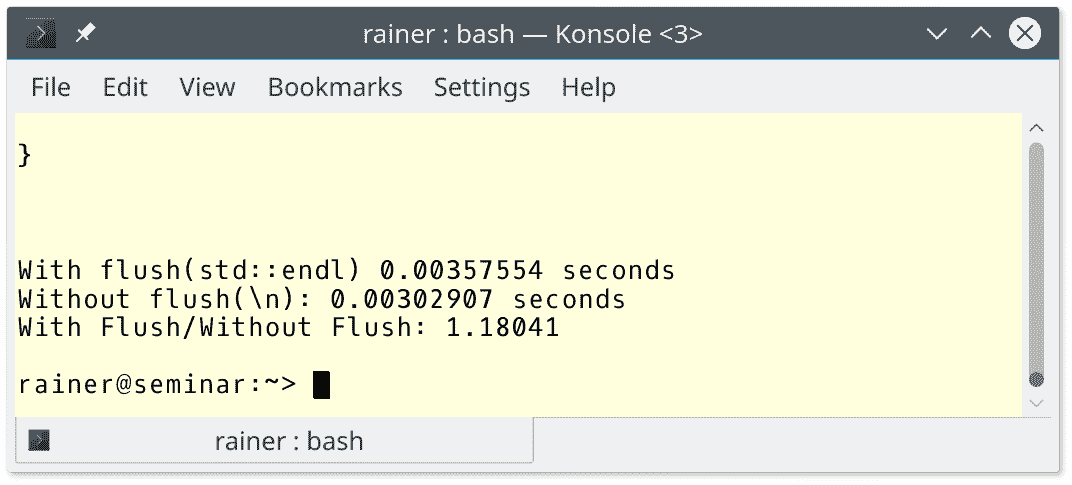 rainer : bash — Konsole <3>
File Edit View Bookmarks Settings Help
}
With flush(std::endl) 0.00357554 seconds
Without flush(\n): 0.00302907 seconds
With Flush/Without Flush: 1.18041
rainer@seminar:~>
rainer : bash